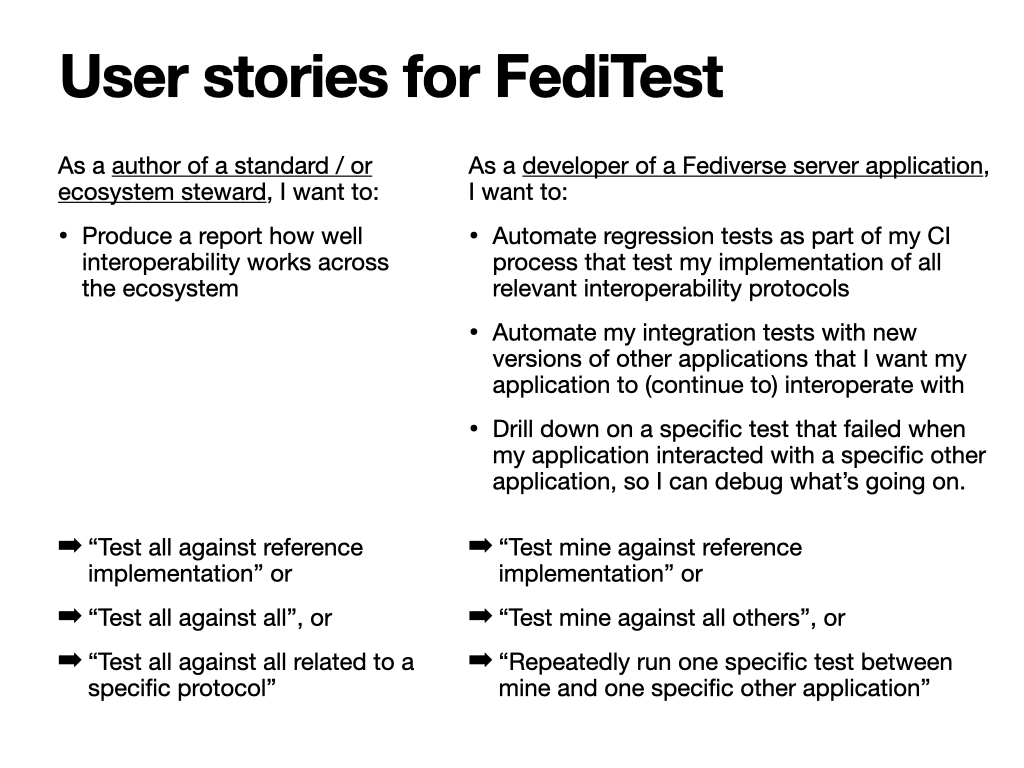 User stories for FediTest
As a author of a standard / or
ecosystem steward, I want to:
• Produce a report how well
interoperability works across
the ecosystem
➡ “Test all against reference
implementation” or
➡ “Test all against all”, or
➡ “Test all against all related to a
specific protocol”
As a developer of a Fediverse server application,
I want to:
• Automate regression tests as part of my CI
process that test my implementation of all
relevant interoperability protocols
• Automate my integration tests with new
versions of other applications that I want my
application to (continue to) interoperate with
• Drill down on a specific test that failed when
my application interacted with a specific other
application, so I can debug what’s going on.
➡ “Test mine against reference
implementation” or
➡ “Test mine against all others”, or
➡ “Repeatedly run one specific test between
mine and one specific other application”